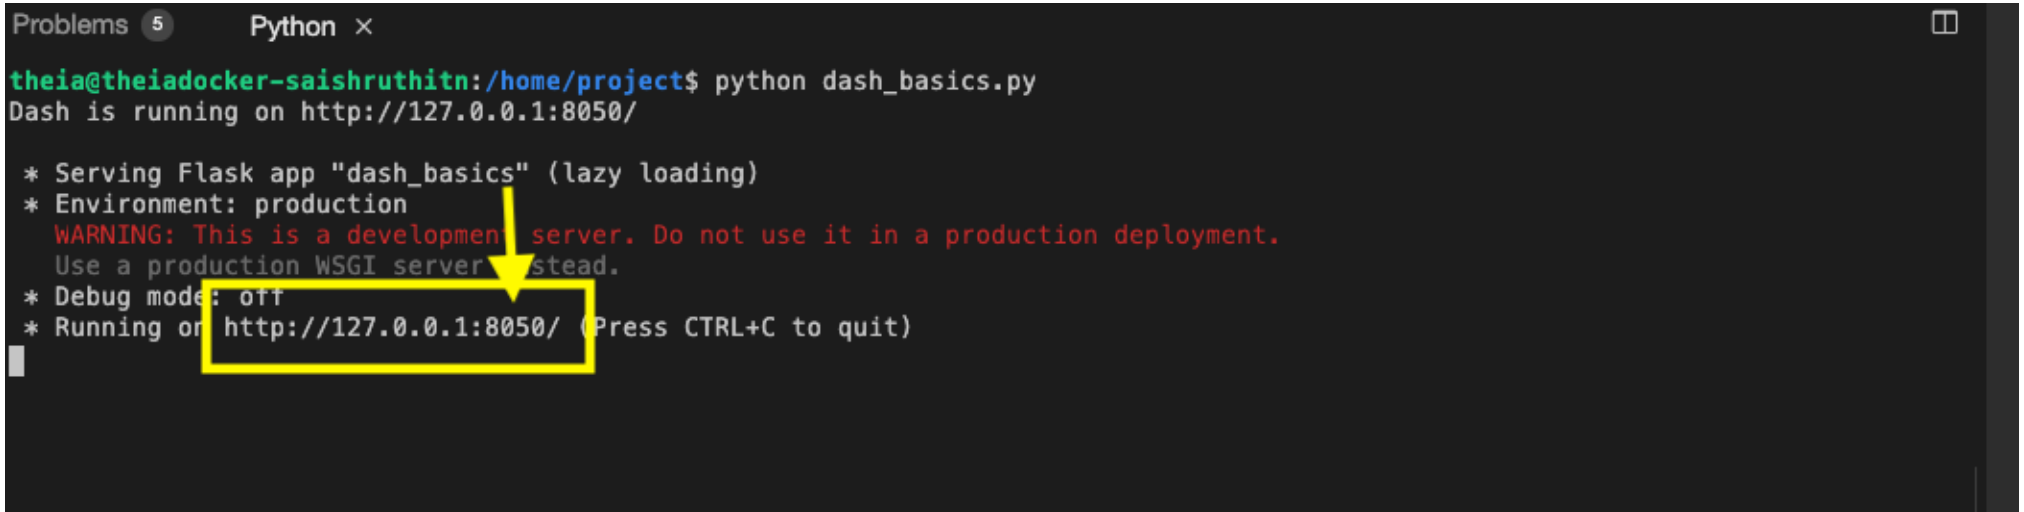 Problems 5 Python ×
theia@theiadocker-saishruthitn:/home/project$ python dash_basics.py
Dash is running on http://127.0.0.1:8050/
* Serving Flask app "dash_basics" (lazy loading)
* Environment: production
WARNING: This is a development server. Do not use it in a production deployment.
Use a production WSGI server instead.
* Debug mode: off
* Running on http://127.0.0.1:8050/ (Press CTRL+C to quit)